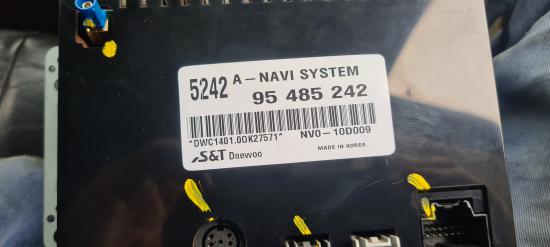 5242 A-NAVI SYSTEM
95 485 242
*DWC1401.00K27571* NV0-10D009
S&T Daewoo MADE IN KOREA